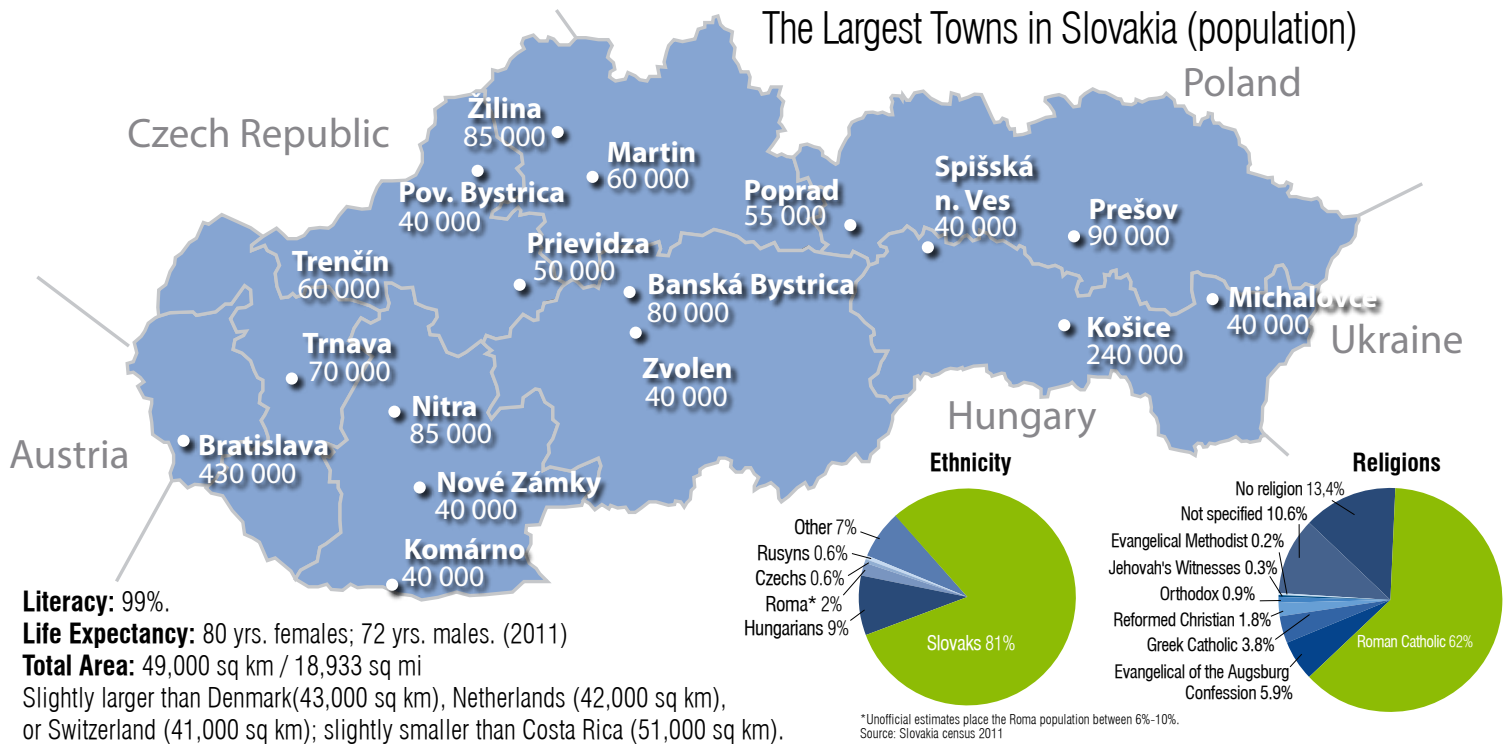 The Largest Towns in Slovakia (population)
Poland
Czech Republic
Žilina
85 000
Martin
60 000
Pov. Bystrica
40 000
Poprad
55 000
Spišská
n. Ves
40 000
Prešov
90 000
Trenčín
60 000
Prievidza
50 000
Banská Bystrica
80 000
Michalovce
40 000
Košice
240 000
Ukraine
Trnava
70 000
Zvolen
40 000
Nitra
85 000
Hungary
Austria
Bratislava
430 000
Nové Zámky
40 000
Komárno
40 000
Literacy: 99%.
Life Expectancy: 80 yrs. females; 72 yrs. males. (2011)
Total Area: 49,000 sq km / 18,933 sq mi
Slightly larger than Denmark(43,000 sq km), Netherlands (42,000 sq km),
or Switzerland (41,000 sq km); slightly smaller than Costa Rica (51,000 sq km).
Ethnicity
Other 7%
Rusyns 0.6%
Czechs 0.6%
Roma* 2%
Hungarians 9%
Slovaks 81%
Religions
No religion 13,4%
Not specified 10.6%
Evangelical Methodist 0.2%
Jehovah's Witnesses 0.3%
Orthodox 0.9%
Reformed Christian 1.8%
Greek Catholic 3.8%
Evangelical of the Augsburg
Confession 5.9%
Roman Catholic 62%
*Unofficial estimates place the Roma population between 6%-10%.
Source: Slovakia census 2011